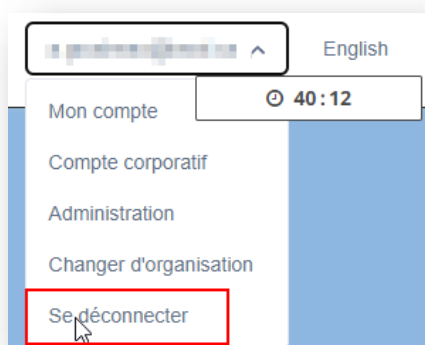 English
40:12
Mon compte
Compte corporatif
Administration
Changer d'organisation
Se déconnecter